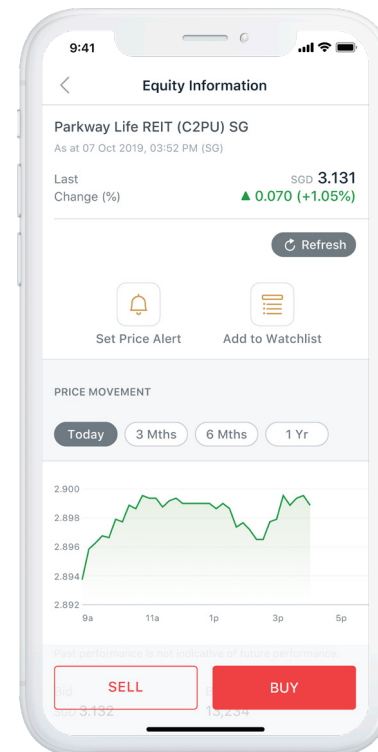 9:41
Equity Information
Parkway Life REIT (C2PU) SG
As at 07 Oct 2019, 03:52 PM (SG)
Last SGD 3.131
Change (%) ▲ 0.070 (+1.05%)
Refresh
Set Price Alert Add to Watchlist
PRICE MOVEMENT
Today 3 Mths 6 Mths 1 Yr
2.900
2.898
2.896
2.894
2.892
9a 11a 1p 3p 5p
Past performance is not indicative of future performance.
Bid
SELL BUY
SGD 3.132 13,234